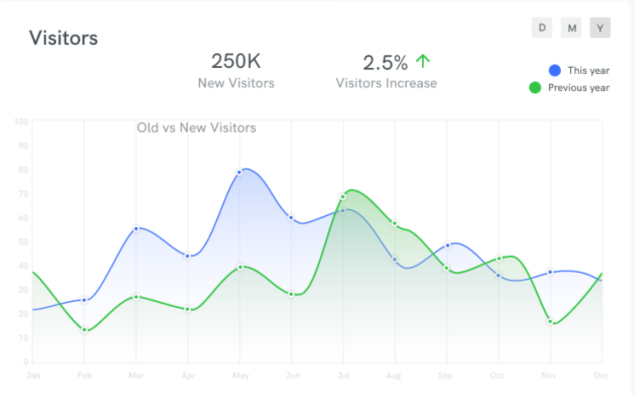 Visitors
D M Y
250K
New Visitors
2.5%
Visitors Increase
This year
Previous year
Old vs New Visitors
100
90
80
70
60
50
40
30
20
10
0
Jan Feb Mar Apr May Jun Jul Aug Sep Oct Nov Dec